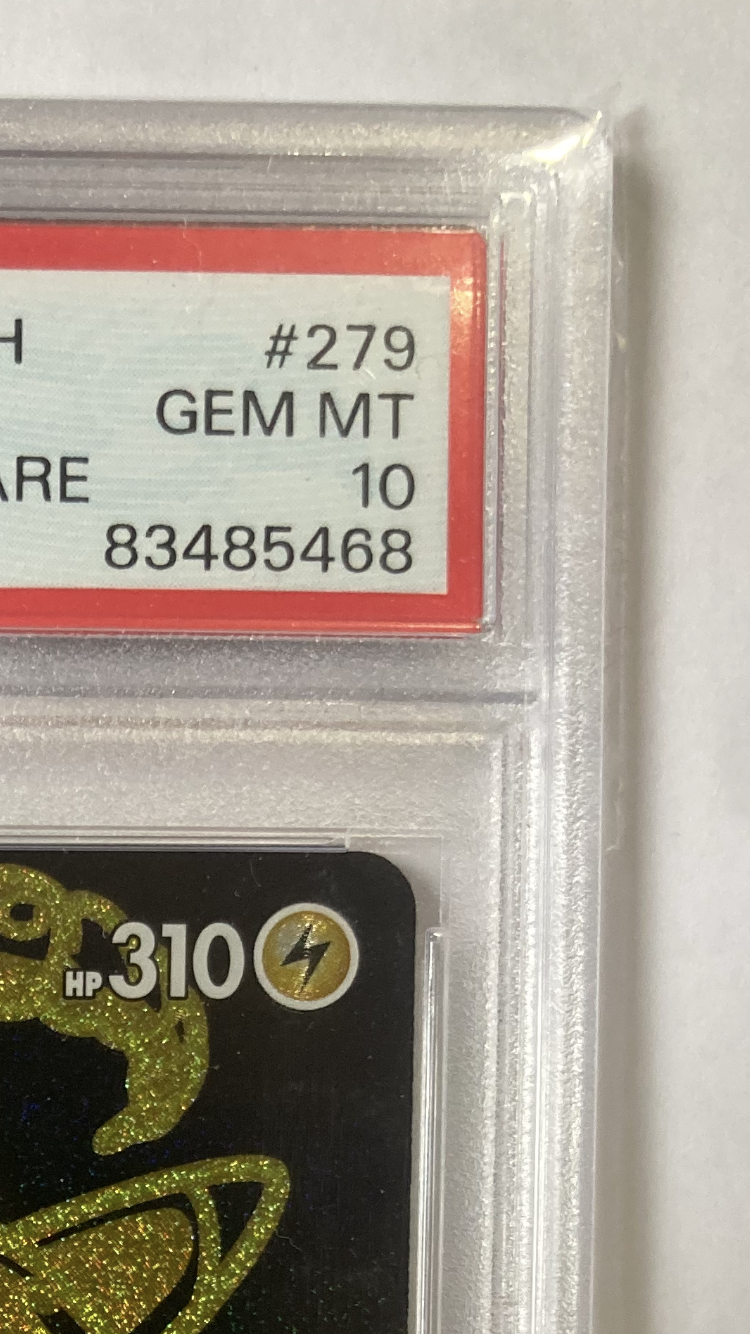 H #279
GEM MT
ARE 10
83485468
HP310